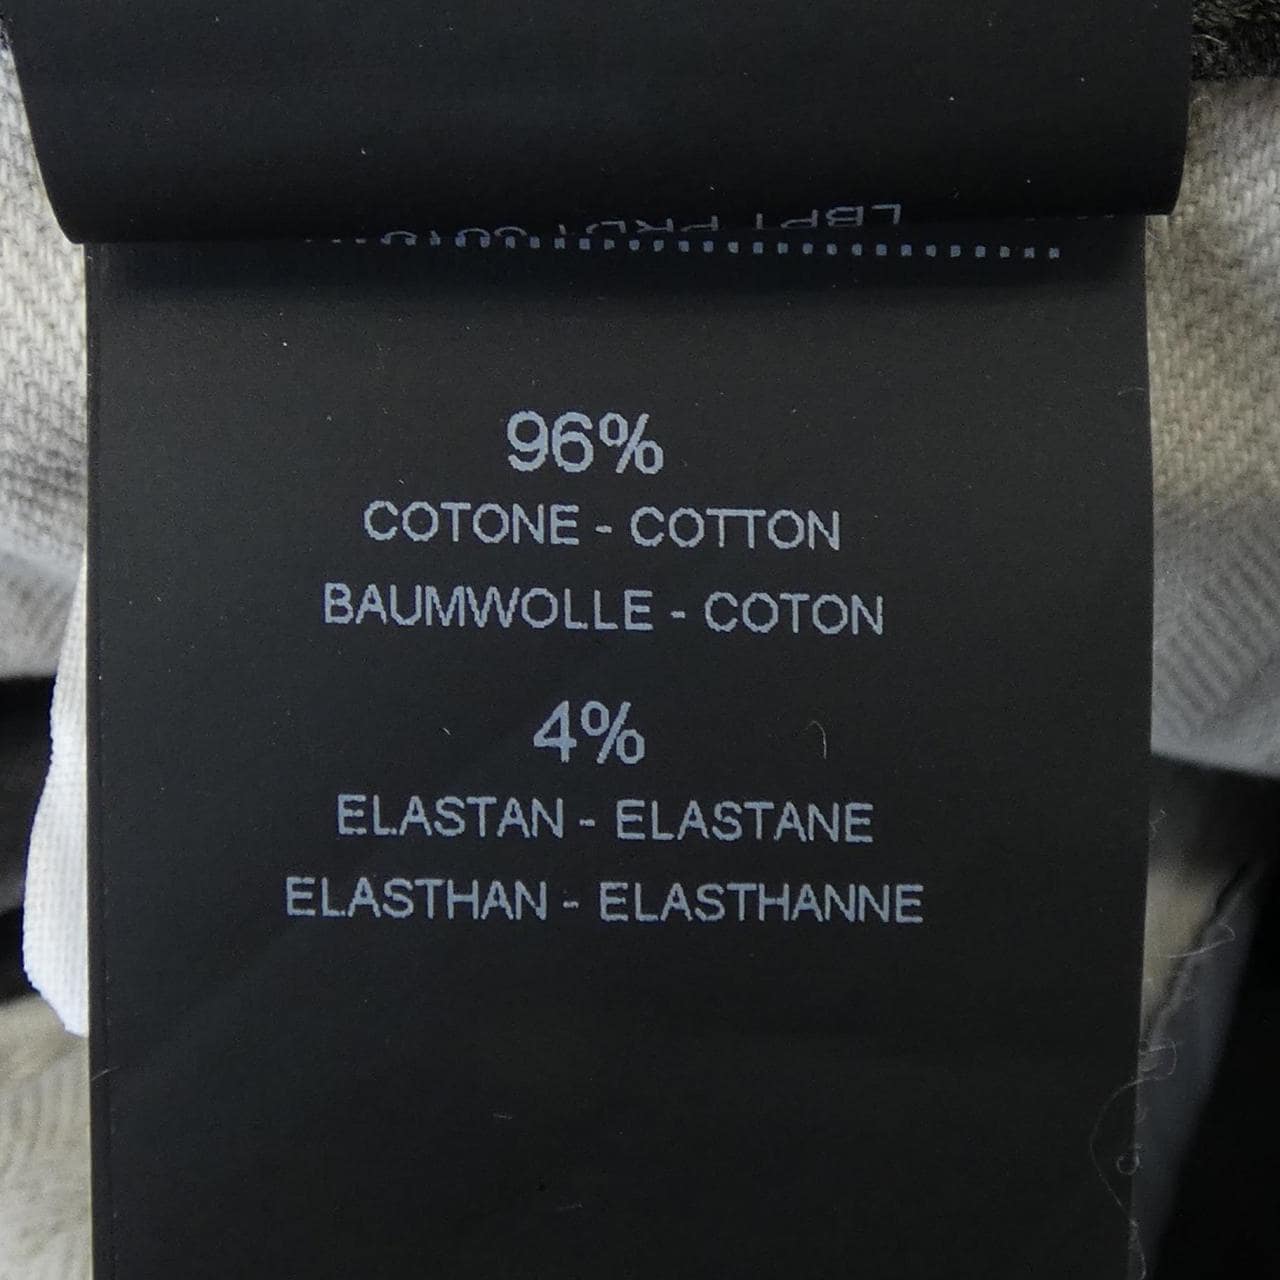 96%
COTONE - COTTON
BAUMWOLLE - COTON
4%
ELASTAN - ELASTANE
ELASTHAN - ELASTHANNE